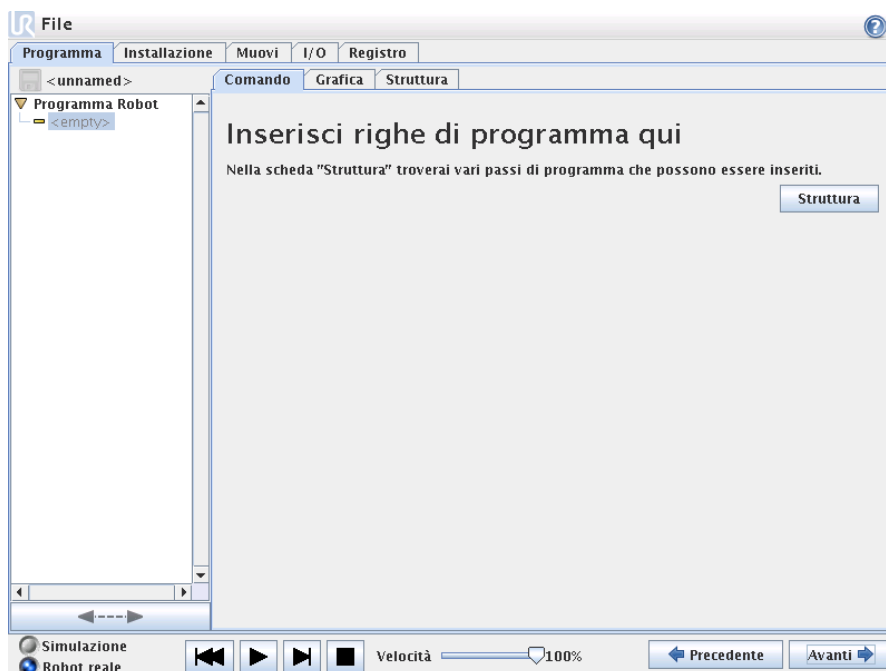 UR File
?
Programma Installazione Muovi I/O Registro
<unnamed>
Comando Grafica Struttura
Programma Robot
<empty>
Inserisci righe di programma qui
Nella scheda "Struttura" troverai vari passi di programma che possono essere inseriti.
Struttura
Simulazione
Robot reale
Velocità 100%
Precedente Avanti